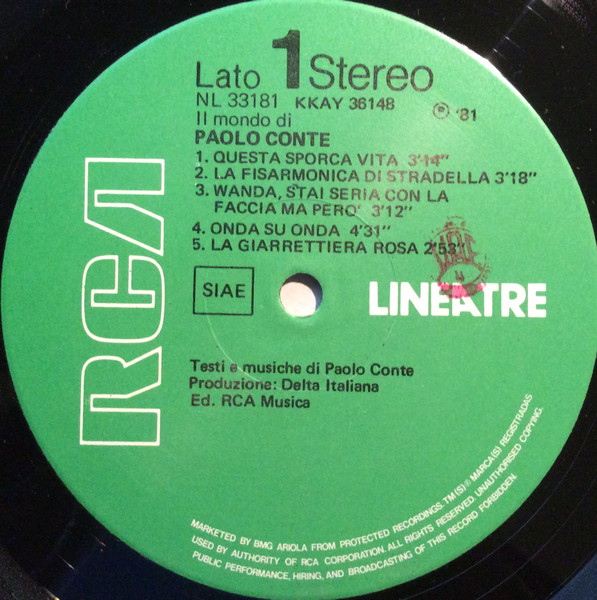 Lato 1 Stereo
NL 33181 KKAY 36148 ℗ '81
Il mondo di
PAOLO CONTE
1. QUESTA SPORCA VITA 3'14"
2. LA FISARMONICA DI STRADELLA 3'18"
3. WANDA, STAI SERIA CON LA
FACCIA MA PERO' 3'12"
4. ONDA SU ONDA 4'31"
5. LA GIARRETTIERA ROSA 2'53"
RCA
SIAE
LINEATRE
Testi e musiche di Paolo Conte
Produzione: Delta Italiana
Ed. RCA Musica
MARKETED BY BMG ARIOLA FROM PROTECTED RECORDINGS. TM(S)® MARCA(S) REGISTRADAS
USED BY AUTHORITY OF RCA CORPORATION. ALL RIGHTS RESERVED. UNAUTHORISED COPYING,
PUBLIC PERFORMANCE, HIRING, AND BROADCASTING OF THIS RECORD FORBIDDEN.